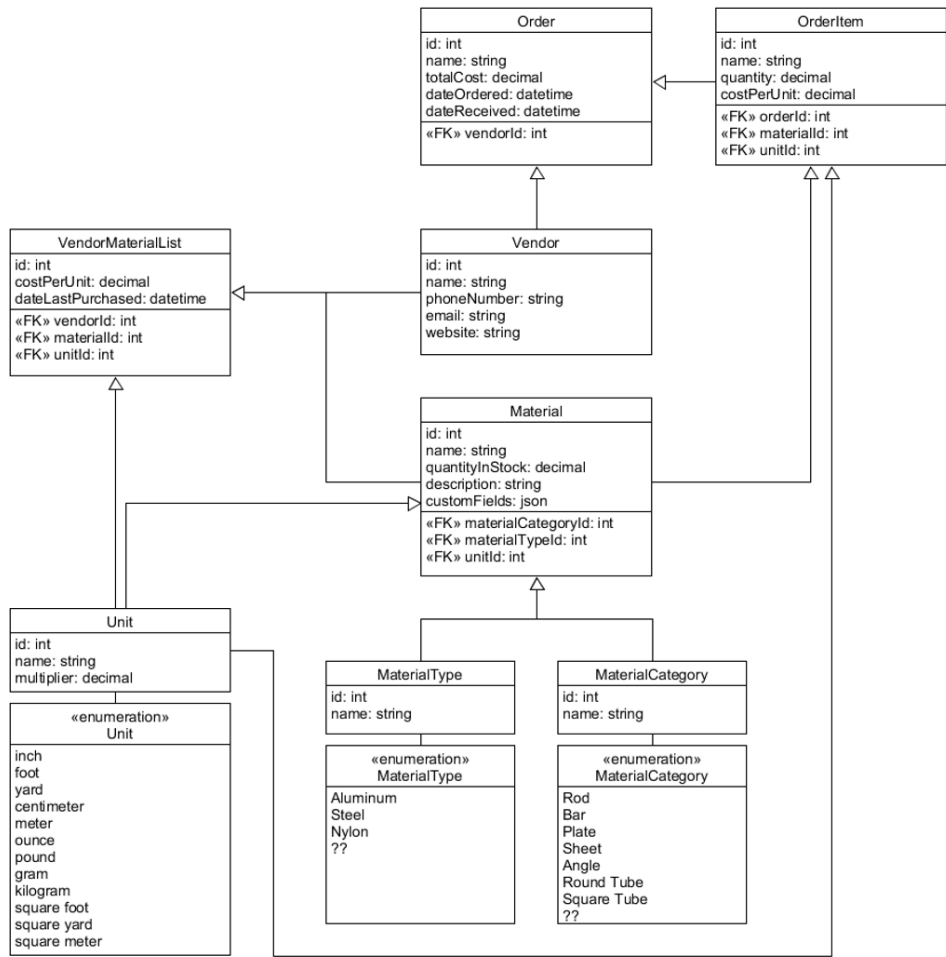 Order
id: int
name: string
totalCost: decimal
dateOrdered: datetime
dateReceived: datetime
«FK» vendorId: int
OrderItem
id: int
name: string
quantity: decimal
costPerUnit: decimal
«FK» orderId: int
«FK» materialId: int
«FK» unitId: int
VendorMaterialList
id: int
costPerUnit: decimal
dateLastPurchased: datetime
«FK» vendorId: int
«FK» materialId: int
«FK» unitId: int
Vendor
id: int
name: string
phoneNumber: string
email: string
website: string
Material
id: int
name: string
quantityInStock: decimal
description: string
customFields: json
«FK» materialCategoryId: int
«FK» materialTypeId: int
«FK» unitId: int
Unit
id: int
name: string
multiplier: decimal
«enumeration»
Unit
inch
foot
yard
centimeter
meter
ounce
pound
gram
kilogram
square foot
square yard
square meter
MaterialType
id: int
name: string
«enumeration»
MaterialType
Aluminum
Steel
Nylon
??
MaterialCategory
id: int
name: string
«enumeration»
MaterialCategory
Rod
Bar
Plate
Sheet
Angle
Round Tube
Square Tube
??